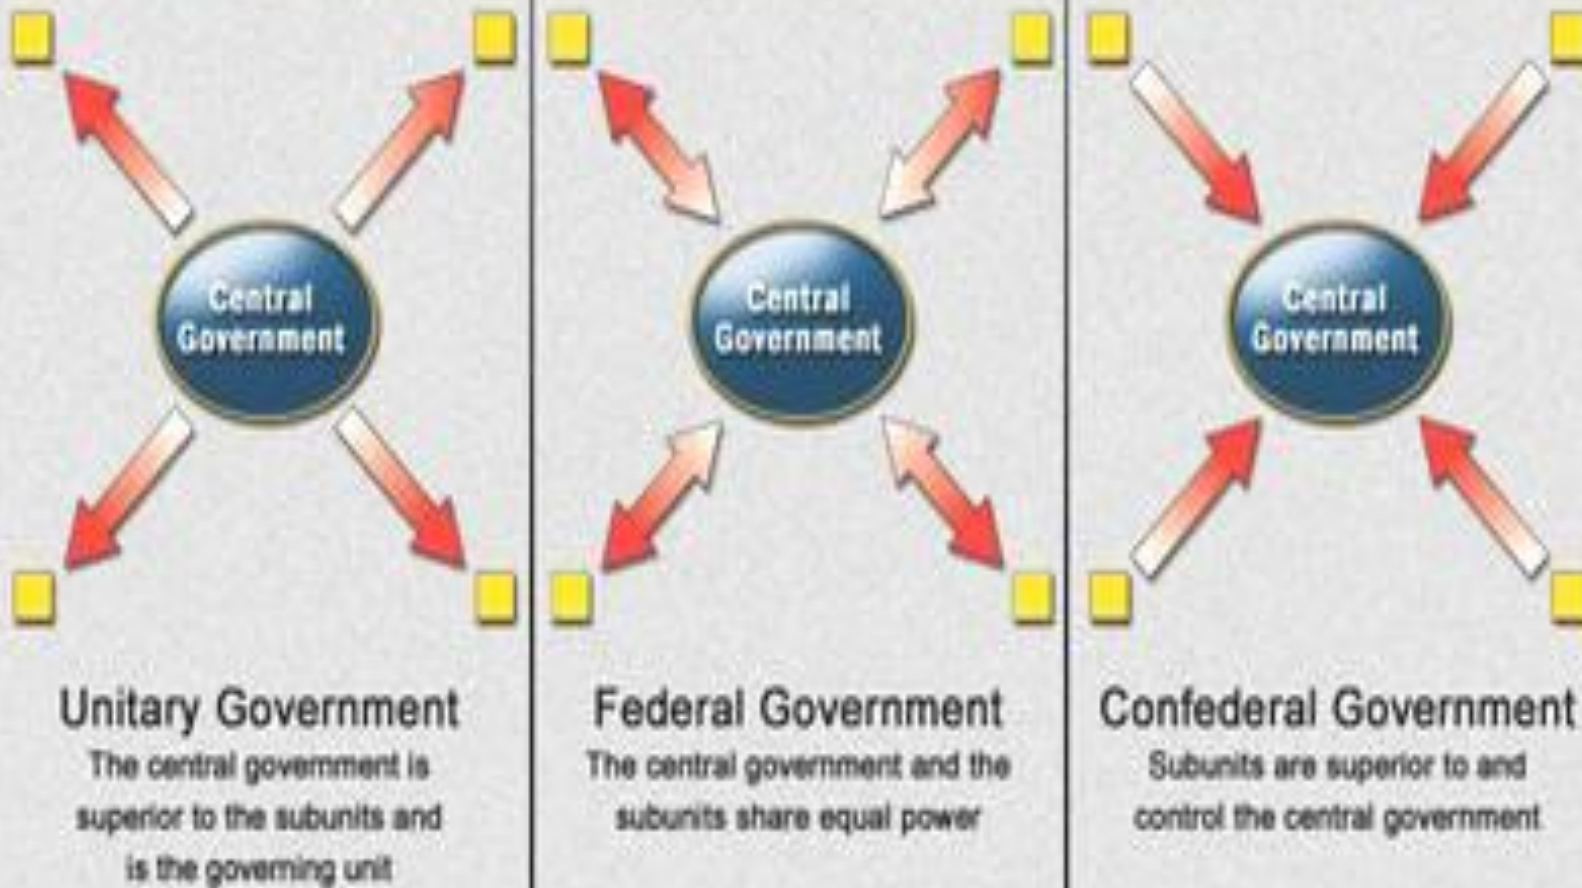 Central
Government
Unitary Government
The central government is
superior to the subunits and
is the governing unit
Central
Government
Federal Government
The central government and the
subunits share equal power
Central
Government
Confederal Government
Subunits are superior to and
control the central government